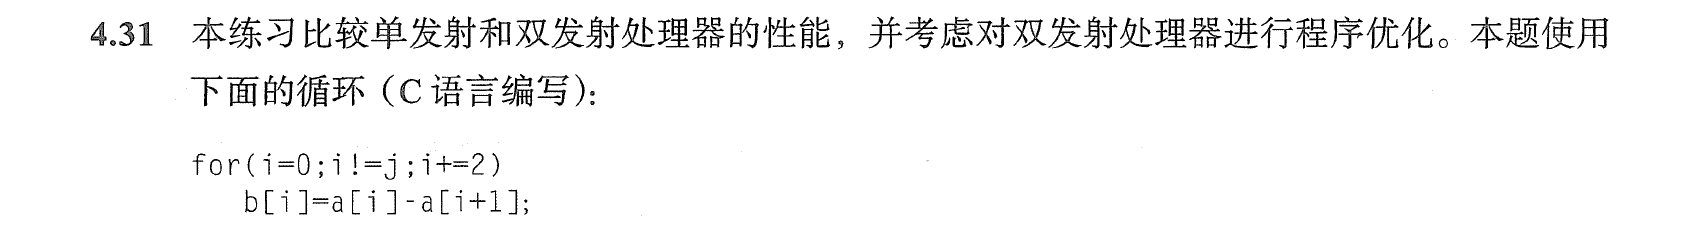 4.31 本练习比较单发射和双发射处理器的性能，并考虑对双发射处理器进行程序优化。本题使用
下面的循环（C 语言编写）：
for(i=0;i!=j;i+=2)
b[i]=a[i]-a[i+1];